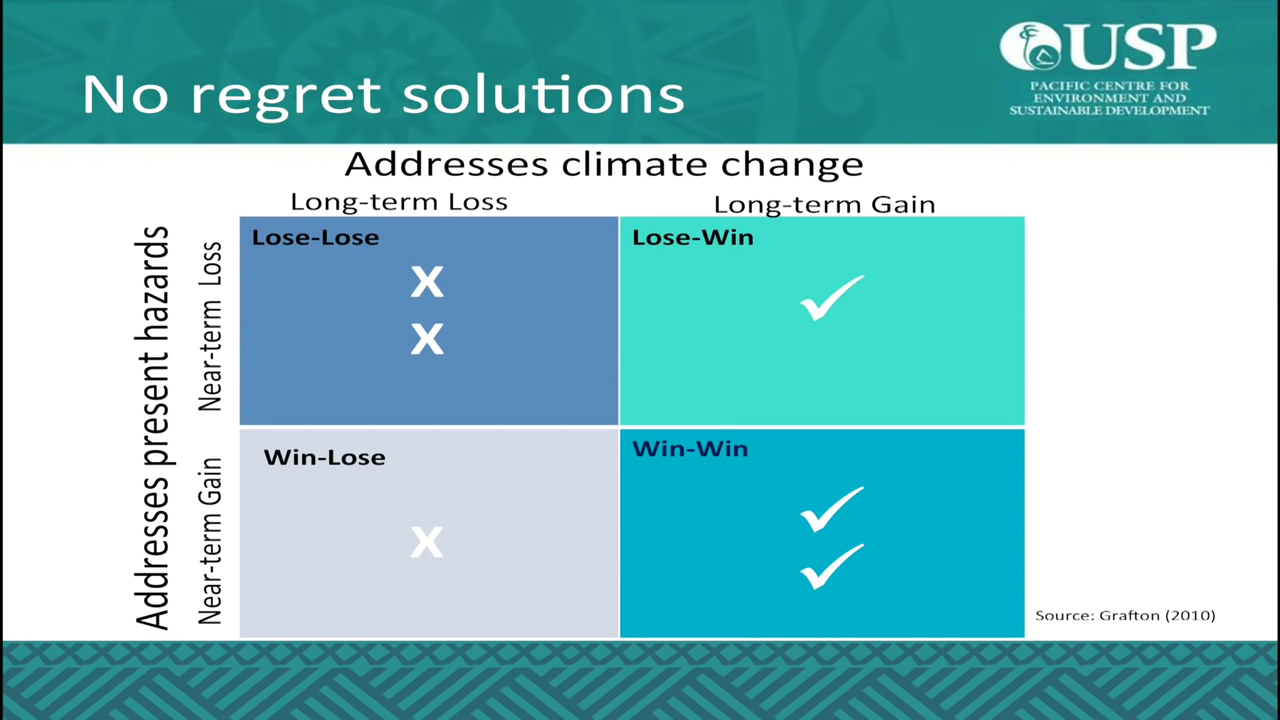 No regret solutions
USP
PACIFIC CENTRE FOR
ENVIRONMENT AND
SUSTAINABLE DEVELOPMENT
Addresses climate change
Long-term Loss
Long-term Gain
Addresses present hazards
Near-term Loss
Near-term Gain
Lose-Lose
X
X
Lose-Win
Win-Lose
X
Win-Win
Source: Grafton (2010)